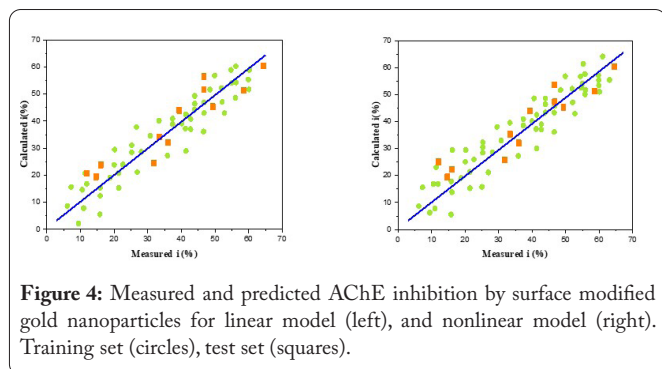 70
60
50
40
30
20
10
0
Calculated i(%)
0 10 20 30 40 50 60 70
Measured i (%)
70
60
50
40
30
20
10
0
Calculated i(%)
0 10 20 30 40 50 60 70
Measured i (%)
Figure 4: Measured and predicted AChE inhibition by surface modified
gold nanoparticles for linear model (left), and nonlinear model (right).
Training set (circles), test set (squares).